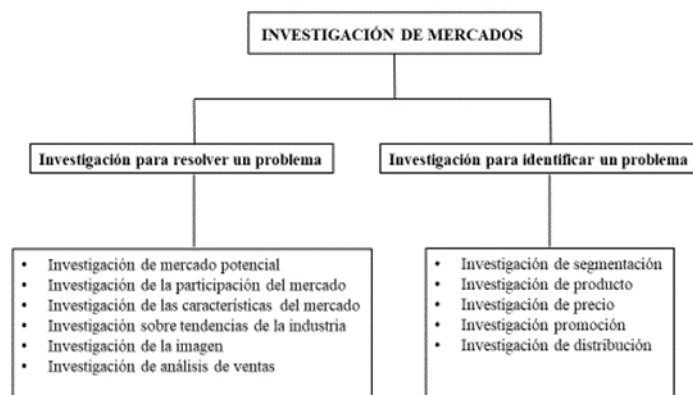 INVESTIGACIÓN DE MERCADOS
Investigación para resolver un problema
Investigación para identificar un problema
• Investigación de mercado potencial
• Investigación de la participación del mercado
• Investigación de las características del mercado
• Investigación sobre tendencias de la industria
• Investigación de la imagen
• Investigación de análisis de ventas
• Investigación de segmentación
• Investigación de producto
• Investigación de precio
• Investigación promoción
• Investigación de distribución